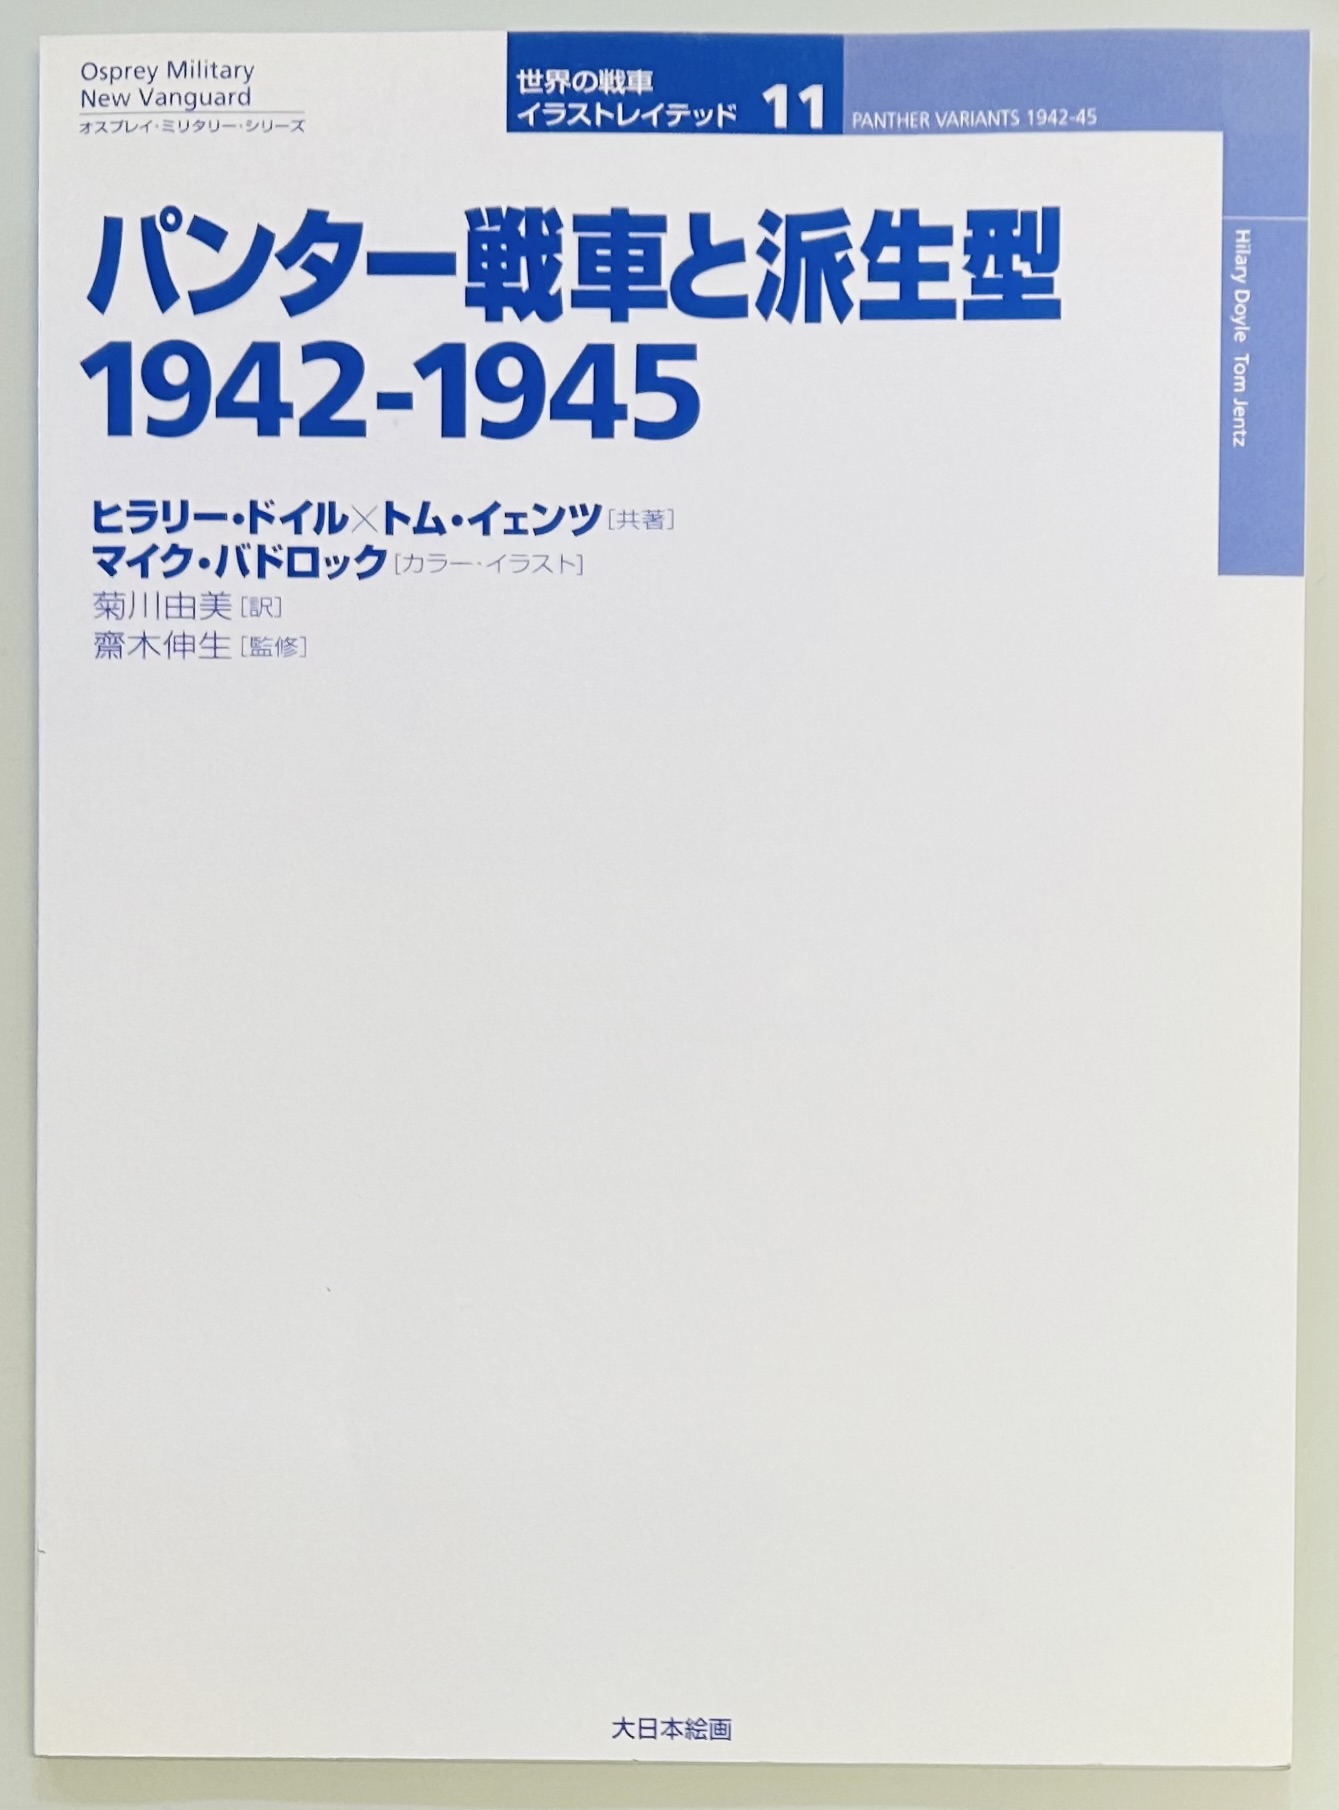 Osprey Military
New Vanguard
オスプレイ・ミリタリー・シリーズ
世界の戦車
イラストレイテッド 11
PANTHER VARIANTS 1942-45
Hilary Doyle Tom Jentz
パンター戦車と派生型
1942-1945
ヒラリー・ドイル×トム・イェンツ[共著]
マイク・バドロック[カラー・イラスト]
菊川由美[訳]
齋木伸生[監修]
大日本絵画